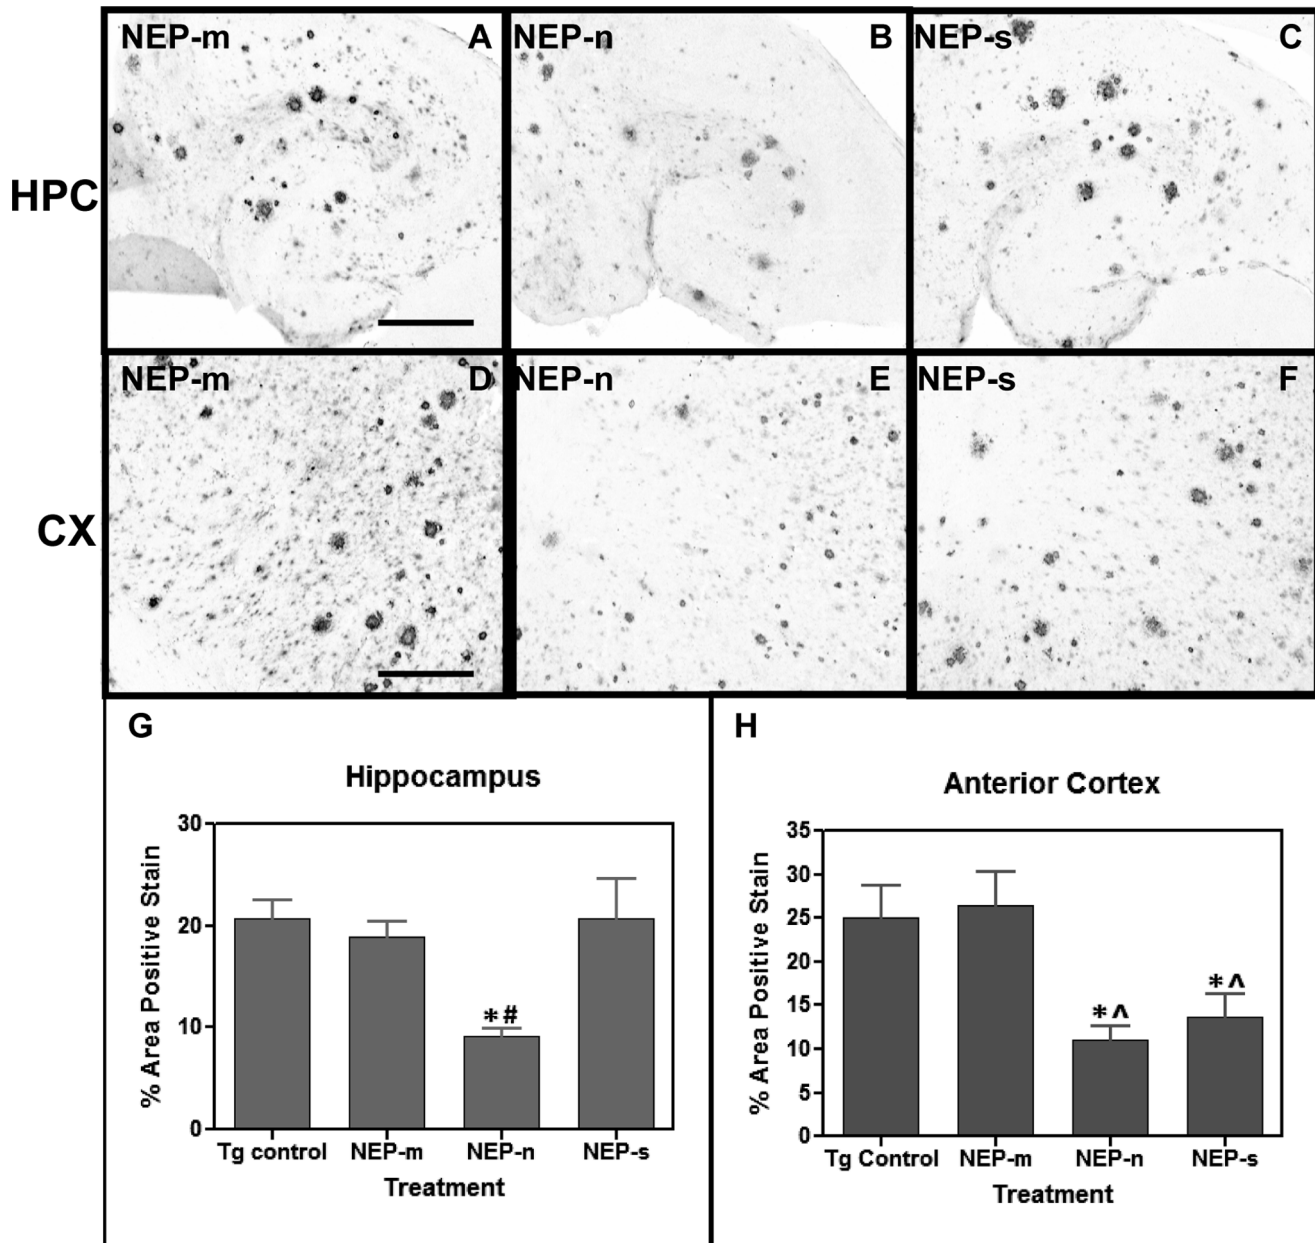 NEP-m A
NEP-n B
NEP-s C
HPC
NEP-m D
NEP-n E
NEP-s F
CX
G
Hippocampus
% Area Positive Stain
30
20
10
0
*#
Tg control NEP-m NEP-n NEP-s
Treatment
H
Anterior Cortex
% Area Positive Stain
35
30
25
20
15
10
5
0
*^
*^
Tg Control NEP-m NEP-n NEP-s
Treatment